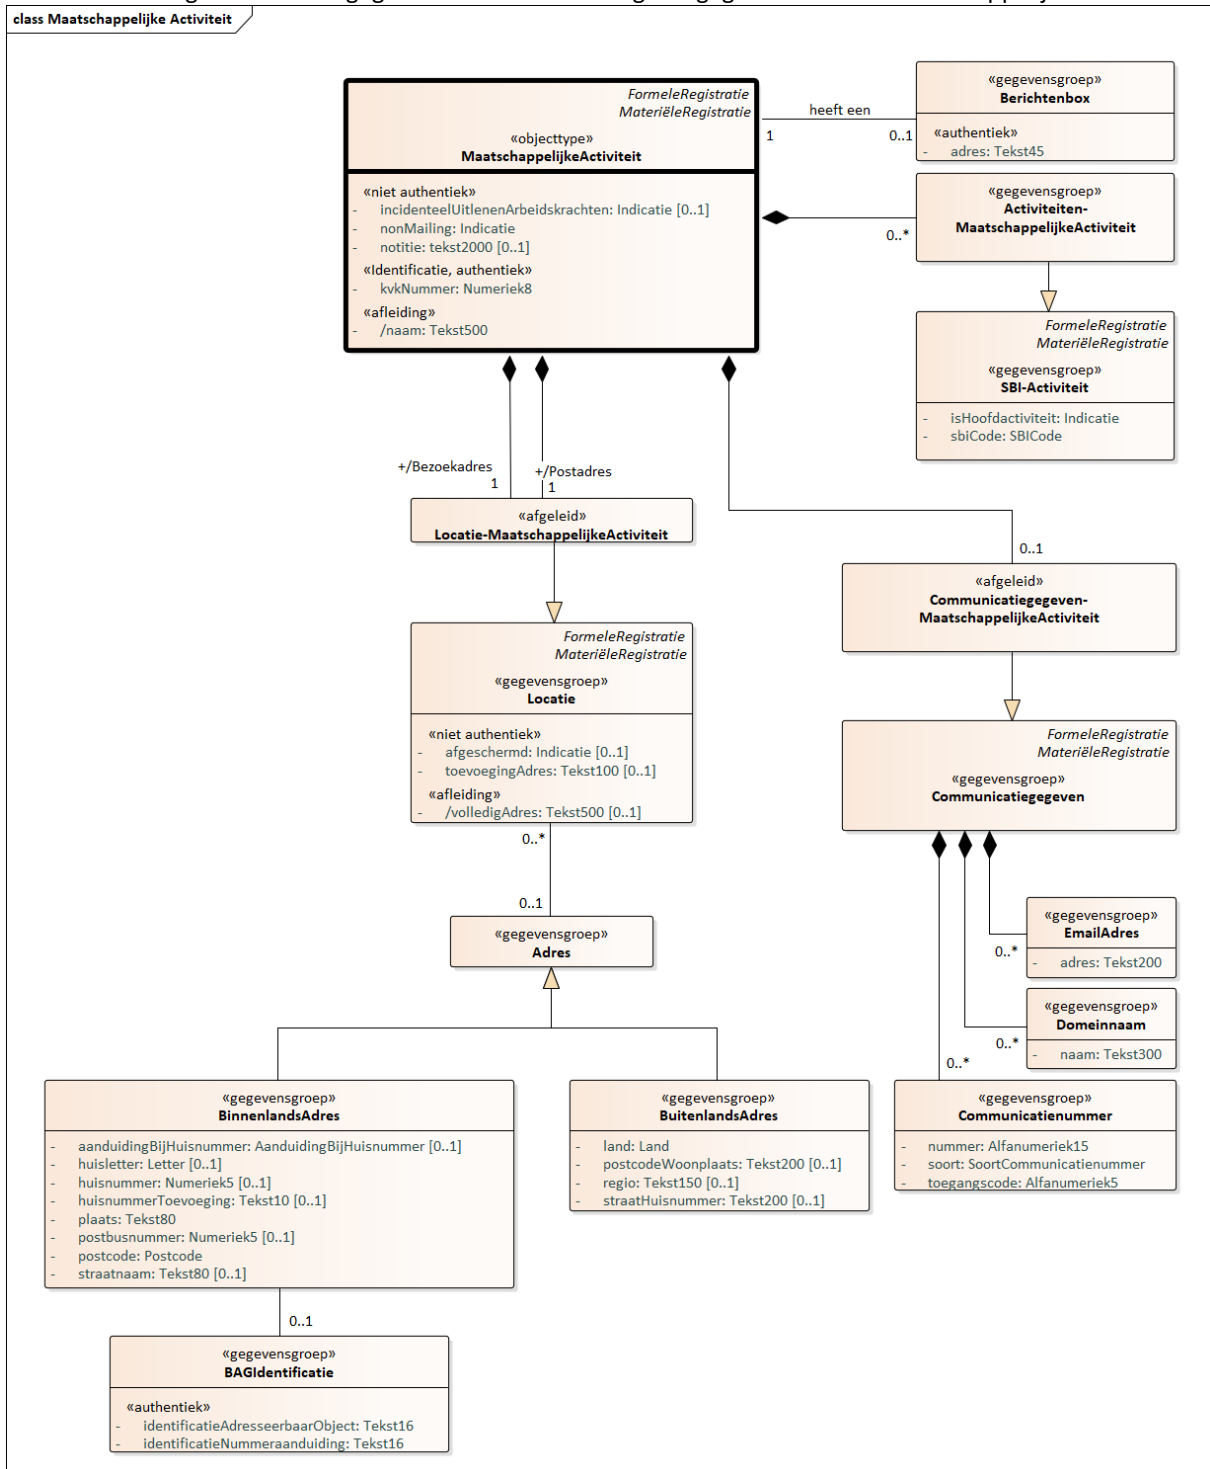 class Maatschappelijke Activiteit
FormeleRegistratie
MateriëleRegistratie
«objecttype»
MaatschappelijkeActiviteit
«niet authentiek»
- incidenteelUitlenenArbeidskrachten: Indicatie [0..1]
- nonMailing: Indicatie
- notitie: tekst2000 [0..1]
«Identificatie, authentiek»
- kvkNummer: Numeriek8
«afleiding»
- /naam: Tekst500
heeft een
1
0..1
«gegevensgroep»
Berichtenbox
«authentiek»
- adres: Tekst45
0..*
«gegevensgroep»
Activiteiten-
MaatschappelijkeActiviteit
FormeleRegistratie
MateriëleRegistratie
«gegevensgroep»
SBI-Activiteit
- isHoofdactiviteit: Indicatie
- sbiCode: SBICode
+/Bezoekadres
1
+/Postadres
1
«afgeleid»
Locatie-MaatschappelijkeActiviteit
0..1
«afgeleid»
Communicatiegegeven-
MaatschappelijkeActiviteit
FormeleRegistratie
MateriëleRegistratie
«gegevensgroep»
Locatie
«niet authentiek»
- afgeschermd: Indicatie [0..1]
- toevoegingAdres: Tekst100 [0..1]
«afleiding»
- /volledigAdres: Tekst500 [0..1]
FormeleRegistratie
MateriëleRegistratie
«gegevensgroep»
Communicatiegegeven
0..*
0..1
«gegevensgroep»
Adres
0..*
«gegevensgroep»
EmailAdres
- adres: Tekst200
0..*
«gegevensgroep»
Domeinnaam
- naam: Tekst300
0..*
«gegevensgroep»
BinnenlandsAdres
- aanduidingBijHuisnummer: AanduidingBijHuisnummer [0..1]
- huisletter: Letter [0..1]
- huisnummer: Numeriek5 [0..1]
- huisnummerToevoeging: Tekst10 [0..1]
- plaats: Tekst80
- postbusnummer: Numeriek5 [0..1]
- postcode: Postcode
- straatnaam: Tekst80 [0..1]
«gegevensgroep»
BuitenlandsAdres
- land: Land
- postcodeWoonplaats: Tekst200 [0..1]
- regio: Tekst150 [0..1]
- straatHuisnummer: Tekst200 [0..1]
«gegevensgroep»
Communicatienummer
- nummer: Alfanumeriek15
- soort: SoortCommunicatienummer
- toegangscode: Alfanumeriek5
0..1
«gegevensgroep»
BAGIdentificatie
«authentiek»
- identificatieAdresseerbaarObject: Tekst16
- identificatieNummeraanduiding: Tekst16